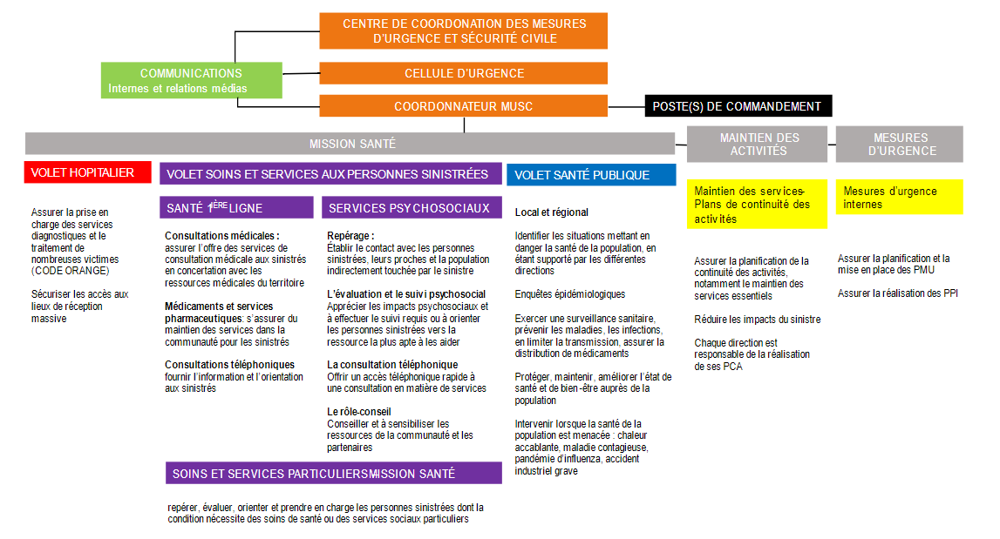 CENTRE DE COORDONATION DES MESURES
D'URGENCE ET SÉCURITÉ CIVILE
COMMUNICATIONS
Internes et relations médias
CELLULE D'URGENCE
COORDONNATEUR MUSC
POSTE(S) DE COMMANDEMENT
MISSION SANTÉ
MAINTIEN DES
ACTIVITÉS
MESURES
D'URGENCE
VOLET HOPITALIER
Assurer la prise en
charge des services
diagnostiques et le
traitement de
nombreuses victimes
(CODE ORANGE)
Sécuriser les accès aux
lieux de réception
massive
VOLET SOINS ET SERVICES AUX PERSONNES SINISTRÉES
SANTÉ 1ÈRE LIGNE
Consultations médicales :
assurer l'offre des services de
consultation médicale aux sinistrés
en concertation avec les
ressources médicales du territoire
Médicaments et services
pharmaceutiques: s'assurer du
maintien des services dans la
communauté pour les sinistrés
Consultations téléphoniques
fournir l'information et l'orientation
aux sinistrés
SERVICES PSYCHOSOCIAUX
Repérage :
Établir le contact avec les personnes
sinistrées, leurs proches et la population
indirectement touchée par le sinistre
L'évaluation et le suivi psychosocial
Apprécier les impacts psychosociaux et
à effectuer le suivi requis ou à orienter
les personnes sinistrées vers la
ressource la plus apte à les aider
La consultation téléphonique
Offrir un accès téléphonique rapide à
une consultation en matière de services
Le rôle-conseil
Conseiller et à sensibiliser les
ressources de la communauté et les
partenaires
SOINS ET SERVICES PARTICULIERS MISSION SANTÉ
repérer, évaluer, orienter et prendre en charge les personnes sinistrées dont la
condition nécessite des soins de santé ou des services sociaux particuliers
VOLET SANTÉ PUBLIQUE
Local et régional
Identifier les situations mettant en
danger la santé de la population, en
étant supporté par les différentes
directions
Enquêtes épidémiologiques
Exercer une surveillance sanitaire,
prévenir les maladies, les infections,
en limiter la transmission, assurer la
distribution de médicaments
Protéger, maintenir, améliorer l'état de
santé et de bien-être auprès de la
population
Intervenir lorsque la santé de la
population est menacée : chaleur
accablante, maladie contagieuse,
pandémie d'influenza, accident
industriel grave
Maintien des services-
Plans de continuité des
activités
Assurer la planification de la
continuité des activités,
notamment le maintien des
services essentiels
Réduire les impacts du sinistre
Chaque direction est
responsable de la réalisation
de ses PCA
Mesures d'urgence
internes
Assurer la planification et la
mise en place des PMU
Assurer la réalisation des PPI